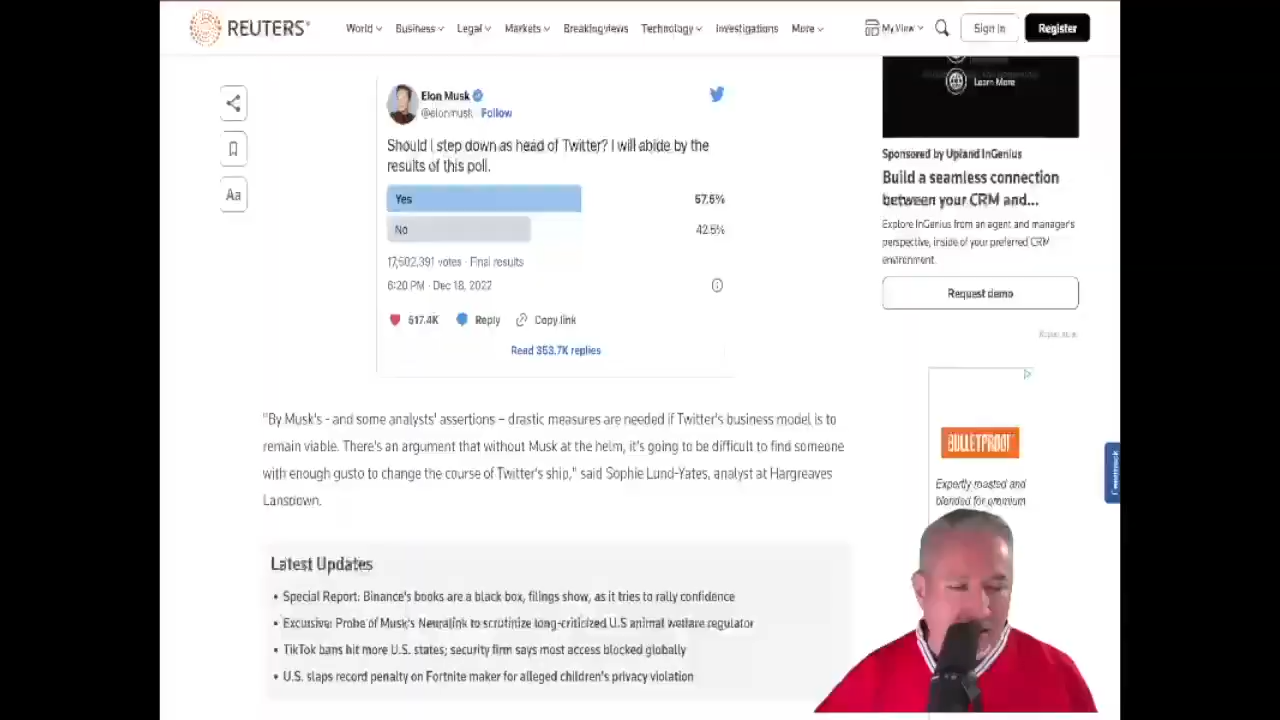 REUTERS®
World Business Legal Markets Breakingviews Technology Investigations More
My View Sign In Register
Elon Musk
@elonmusk Follow
Should I step down as head of Twitter? I will abide by the
results of this poll.
Yes 57.5%
No 42.5%
17,502,391 votes · Final results
6:20 PM · Dec 18, 2022
517.4K Reply Copy link
Read 353.7K replies
"By Musk's - and some analysts' assertions – drastic measures are needed if Twitter's business model is to
remain viable. There's an argument that without Musk at the helm, it's going to be difficult to find someone
with enough gusto to change the course of Twitter's ship," said Sophie Lund-Yates, analyst at Hargreaves
Lansdown.
Latest Updates
• Special Report: Binance's books are a black box, filings show, as it tries to rally confidence
• Exclusive: Probe of Musk's Neuralink to scrutinize long-criticized U.S animal welfare regulator
• TikTok bans hit more U.S. states; security firm says most access blocked globally
• U.S. slaps record penalty on Fortnite maker for alleged children's privacy violation
Aa
Learn More
Sponsored by Upland InGenius
Build a seamless connection
between your CRM and...
Explore InGenius from an agent and manager's
perspective, inside of your preferred CRM
environment.
Request demo
BULLETPROOF
Expertly roasted and
blended for premium